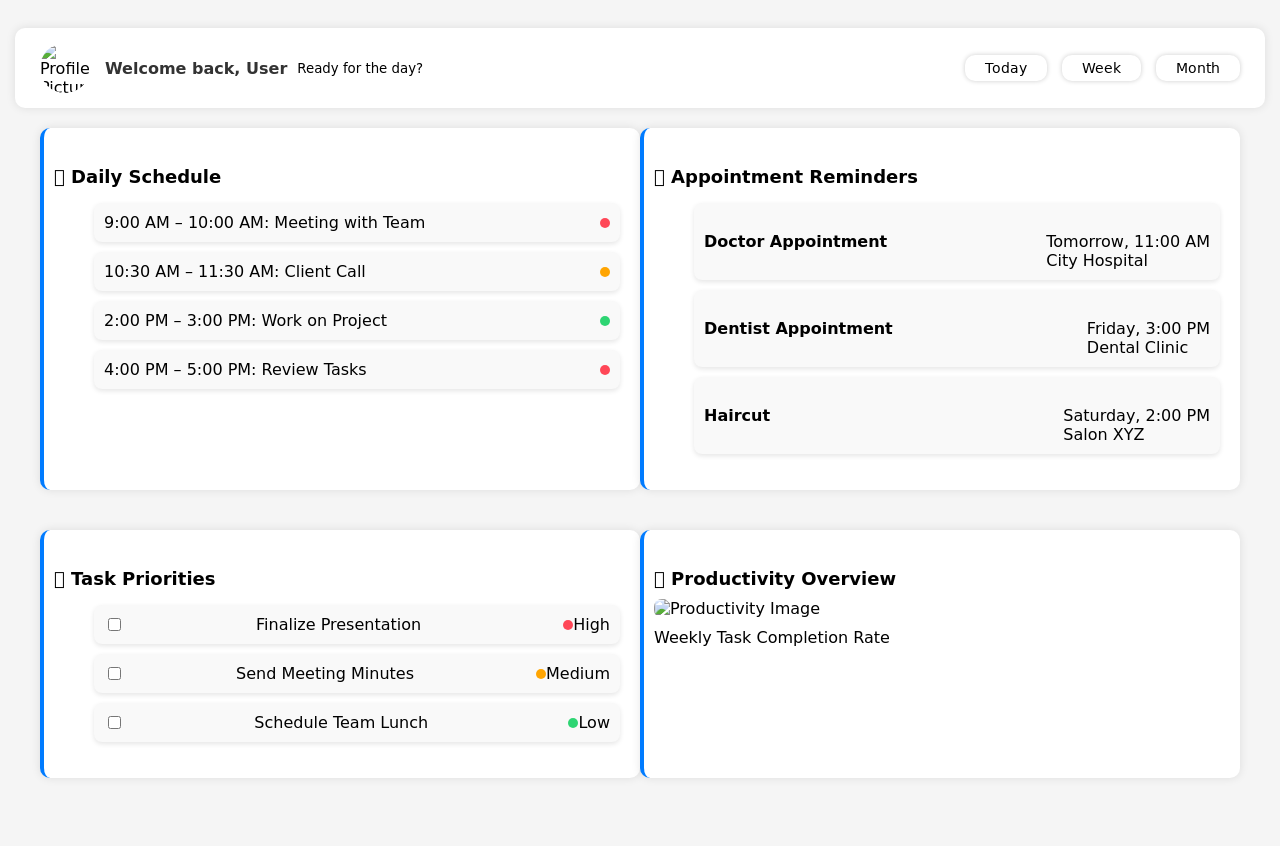 Profile
Pictur
Welcome back, User
Ready for the day?
Today
Week
Month
Daily Schedule
9:00 AM – 10:00 AM: Meeting with Team
10:30 AM – 11:30 AM: Client Call
2:00 PM – 3:00 PM: Work on Project
4:00 PM – 5:00 PM: Review Tasks
Appointment Reminders
Doctor Appointment
Tomorrow, 11:00 AM
City Hospital
Dentist Appointment
Friday, 3:00 PM
Dental Clinic
Haircut
Saturday, 2:00 PM
Salon XYZ
Task Priorities
Finalize Presentation
High
Send Meeting Minutes
Medium
Schedule Team Lunch
Low
Productivity Overview
Productivity Image
Weekly Task Completion Rate